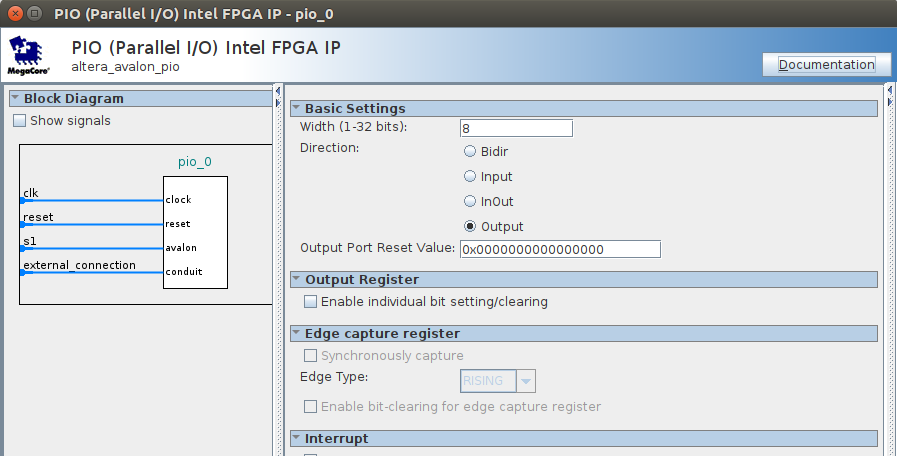 PIO (Parallel I/O) Intel FPGA IP - pio_0
PIO (Parallel I/O) Intel FPGA IP
altera_avalon_pio
MegaCore®
Documentation
Block Diagram
Show signals
pio_0
clk
clock
reset
reset
s1
avalon
external_connection
conduit
Basic Settings
Width (1-32 bits):
8
Direction:
Bidir
Input
InOut
Output
Output Port Reset Value:
0x0000000000000000
Output Register
Enable individual bit setting/clearing
Edge capture register
Synchronously capture
Edge Type:
RISING
Enable bit-clearing for edge capture register
Interrupt